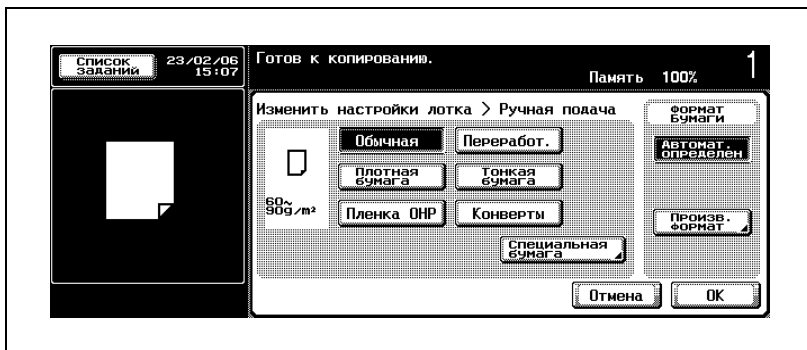 Список
заданий
23/02/06
15:07
Готов к копированию.
Память 100%
1
Изменить настройки лотка > Ручная подача
Формат
бумаги
Обычная
Переработ.
Автомат.
определен
Плотная
бумага
Тонкая
бумага
60~
90g/m²
Пленка OHP
Конверты
Произв.
формат
Специальная
бумага
Отмена
OK